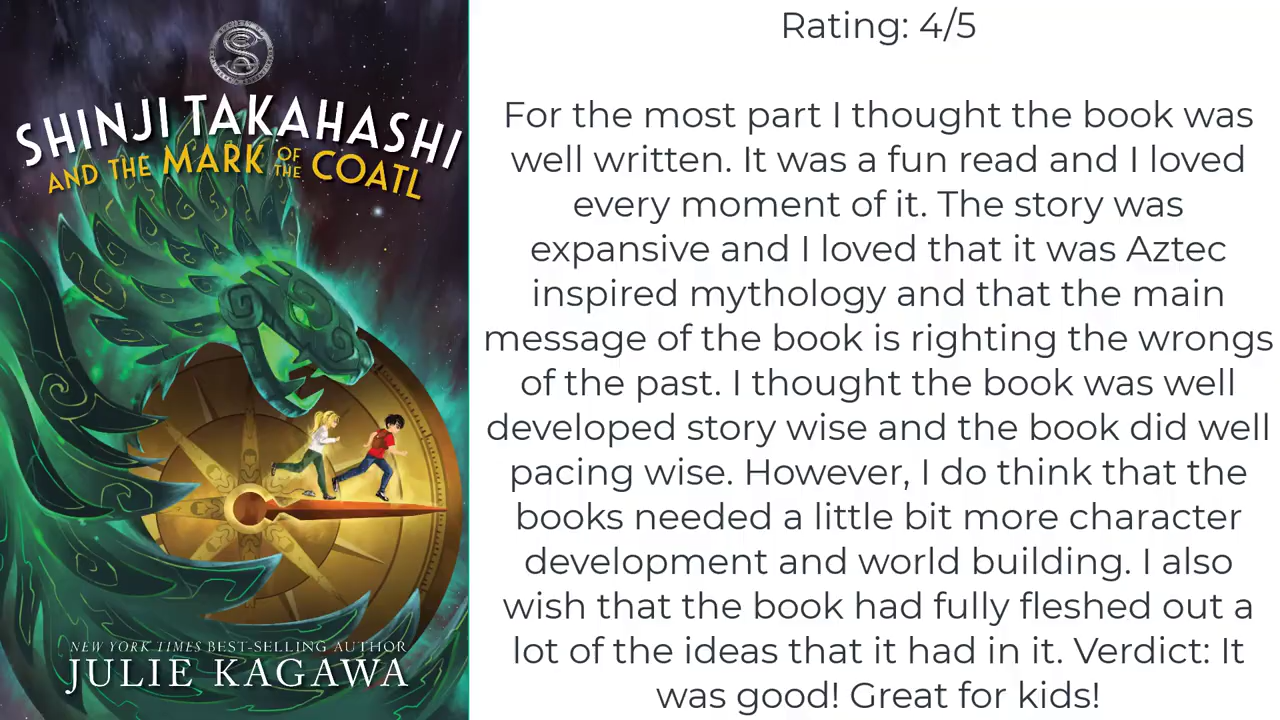 SHINJI TAKAHASHI
AND THE MARK OF THE COATL
NEW YORK TIMES BEST-SELLING AUTHOR
JULIE KAGAWA
Rating: 4/5
For the most part I thought the book was
well written. It was a fun read and I loved
every moment of it. The story was
expansive and I loved that it was Aztec
inspired mythology and that the main
message of the book is righting the wrongs
of the past. I thought the book was well
developed story wise and the book did well
pacing wise. However, I do think that the
books needed a little bit more character
development and world building. I also
wish that the book had fully fleshed out a
lot of the ideas that it had in it. Verdict: It
was good! Great for kids!